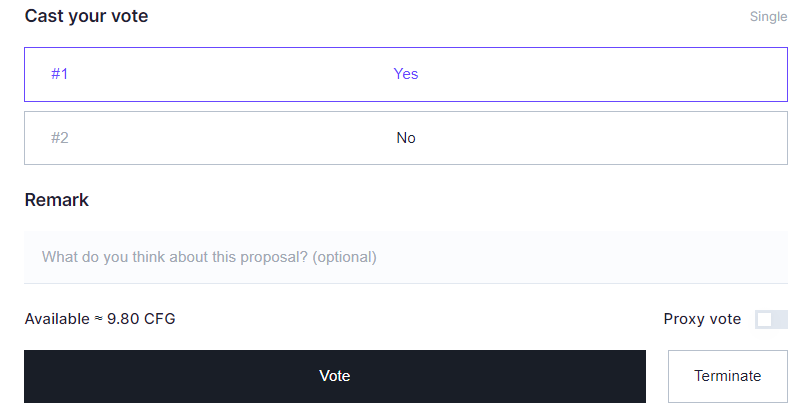 Cast your vote Single
#1 Yes
#2 No
Remark
What do you think about this proposal? (optional)
Available ≈ 9.80 CFG Proxy vote
Vote Terminate